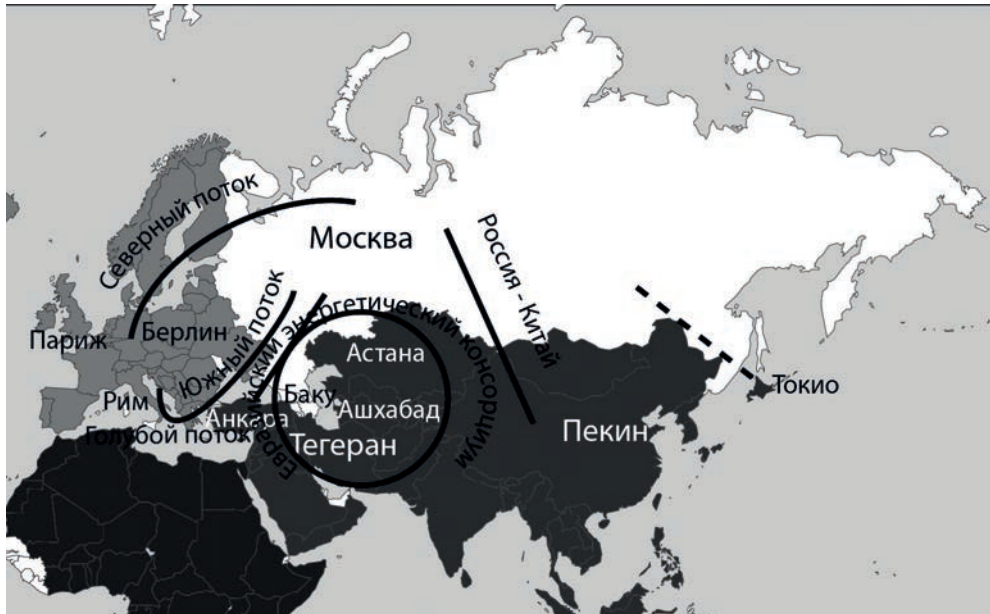 Северный поток
Москва
Россия - Китай
Париж
Берлин
Южный поток
Евразийский энергетический консорциум
Астана
Токио
Рим
Баку
Ашхабад
Анкара
Голубой поток
Тегеран
Пекин